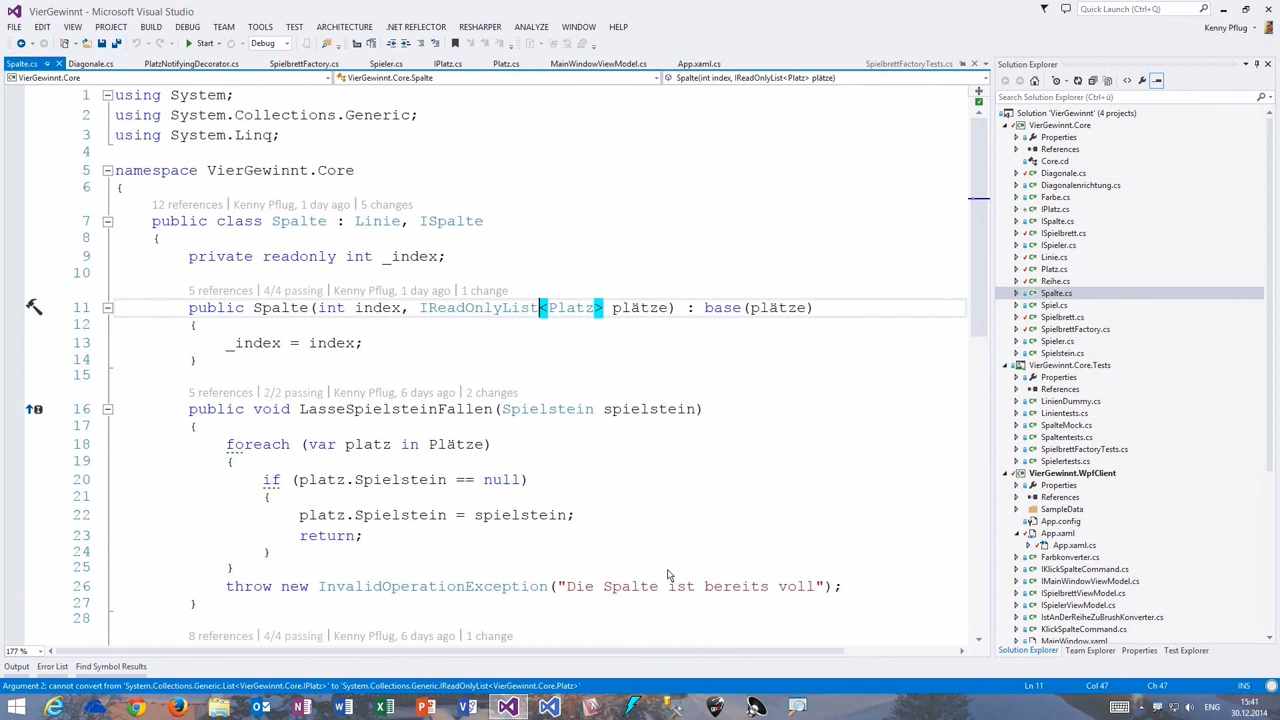 VierGewinnt - Microsoft Visual Studio
Quick Launch (Ctrl+Q)
FILE EDIT VIEW PROJECT BUILD DEBUG TEAM TOOLS TEST ARCHITECTURE .NET REFLECTOR RESHARPER ANALYZE WINDOW HELP
Kenny Pflug
Start Debug
Spalte.cs Diagonale.cs PlatzNotifyingDecorator.cs SpielbrettFactory.cs Spieler.cs IPlatz.cs Platz.cs MainWindowViewModel.cs App.xaml.cs SpielbrettFactoryTests.cs
VierGewinnt.Core VierGewinnt.Core.Spalte Spalte(int index, IReadOnlyList<Platz> plätze)
1 using System;
2 using System.Collections.Generic;
3 using System.Linq;
4
5 namespace VierGewinnt.Core
6 {
12 references | Kenny Pflug, 1 day ago | 5 changes
7 public class Spalte : Linie, ISpalte
8 {
9 private readonly int _index;
10
5 references | 4/4 passing | Kenny Pflug, 1 day ago | 1 change
11 public Spalte(int index, IReadOnlyList<Platz> plätze) : base(plätze)
12 {
13 _index = index;
14 }
15
5 references | 2/2 passing | Kenny Pflug, 6 days ago | 2 changes
16 public void LasseSpielsteinFallen(Spielstein spielstein)
17 {
18 foreach (var platz in Plätze)
19 {
20 if (platz.Spielstein == null)
21 {
22 platz.Spielstein = spielstein;
23 return;
24 }
25 }
26 throw new InvalidOperationException("Die Spalte ist bereits voll");
27 }
28
8 references | 4/4 passing | Kenny Pflug, 6 days ago | 1 change
177 %
Solution Explorer
Search Solution Explorer (Ctrl+ü)
Solution 'VierGewinnt' (4 projects)
VierGewinnt.Core
Properties
References
Core.cd
Diagonale.cs
Diagonalenrichtung.cs
Farbe.cs
IPlatz.cs
ISpalte.cs
ISpielbrett.cs
ISpieler.cs
Linie.cs
Platz.cs
Reihe.cs
Spalte.cs
Spiel.cs
Spielbrett.cs
SpielbrettFactory.cs
Spieler.cs
Spielstein.cs
VierGewinnt.Core.Tests
Properties
References
LinienDummy.cs
Linientests.cs
SpalteMock.cs
Spaltentests.cs
SpielbrettFactoryTests.cs
Spielertests.cs
VierGewinnt.WpfClient
Properties
References
SampleData
App.config
App.xaml
App.xaml.cs
Farbkonverter.cs
IKlickSpalteCommand.cs
IMainWindowViewModel.cs
ISpielbrettViewModel.cs
ISpielerViewModel.cs
IstAnDerReiheZuBrushKonverter.cs
KlickSpalteCommand.cs
MainWindow.xaml
Solution Explorer Team Explorer Properties Test Explorer
Output Error List Find Symbol Results
Argument 2: cannot convert from 'System.Collections.Generic.List<VierGewinnt.Core.IPlatz>' to 'System.Collections.Generic.IReadOnlyList<VierGewinnt.Core.Platz>'
Ln 11 Col 47 Ch 47 INS
ENG
15:41
30.12.2014